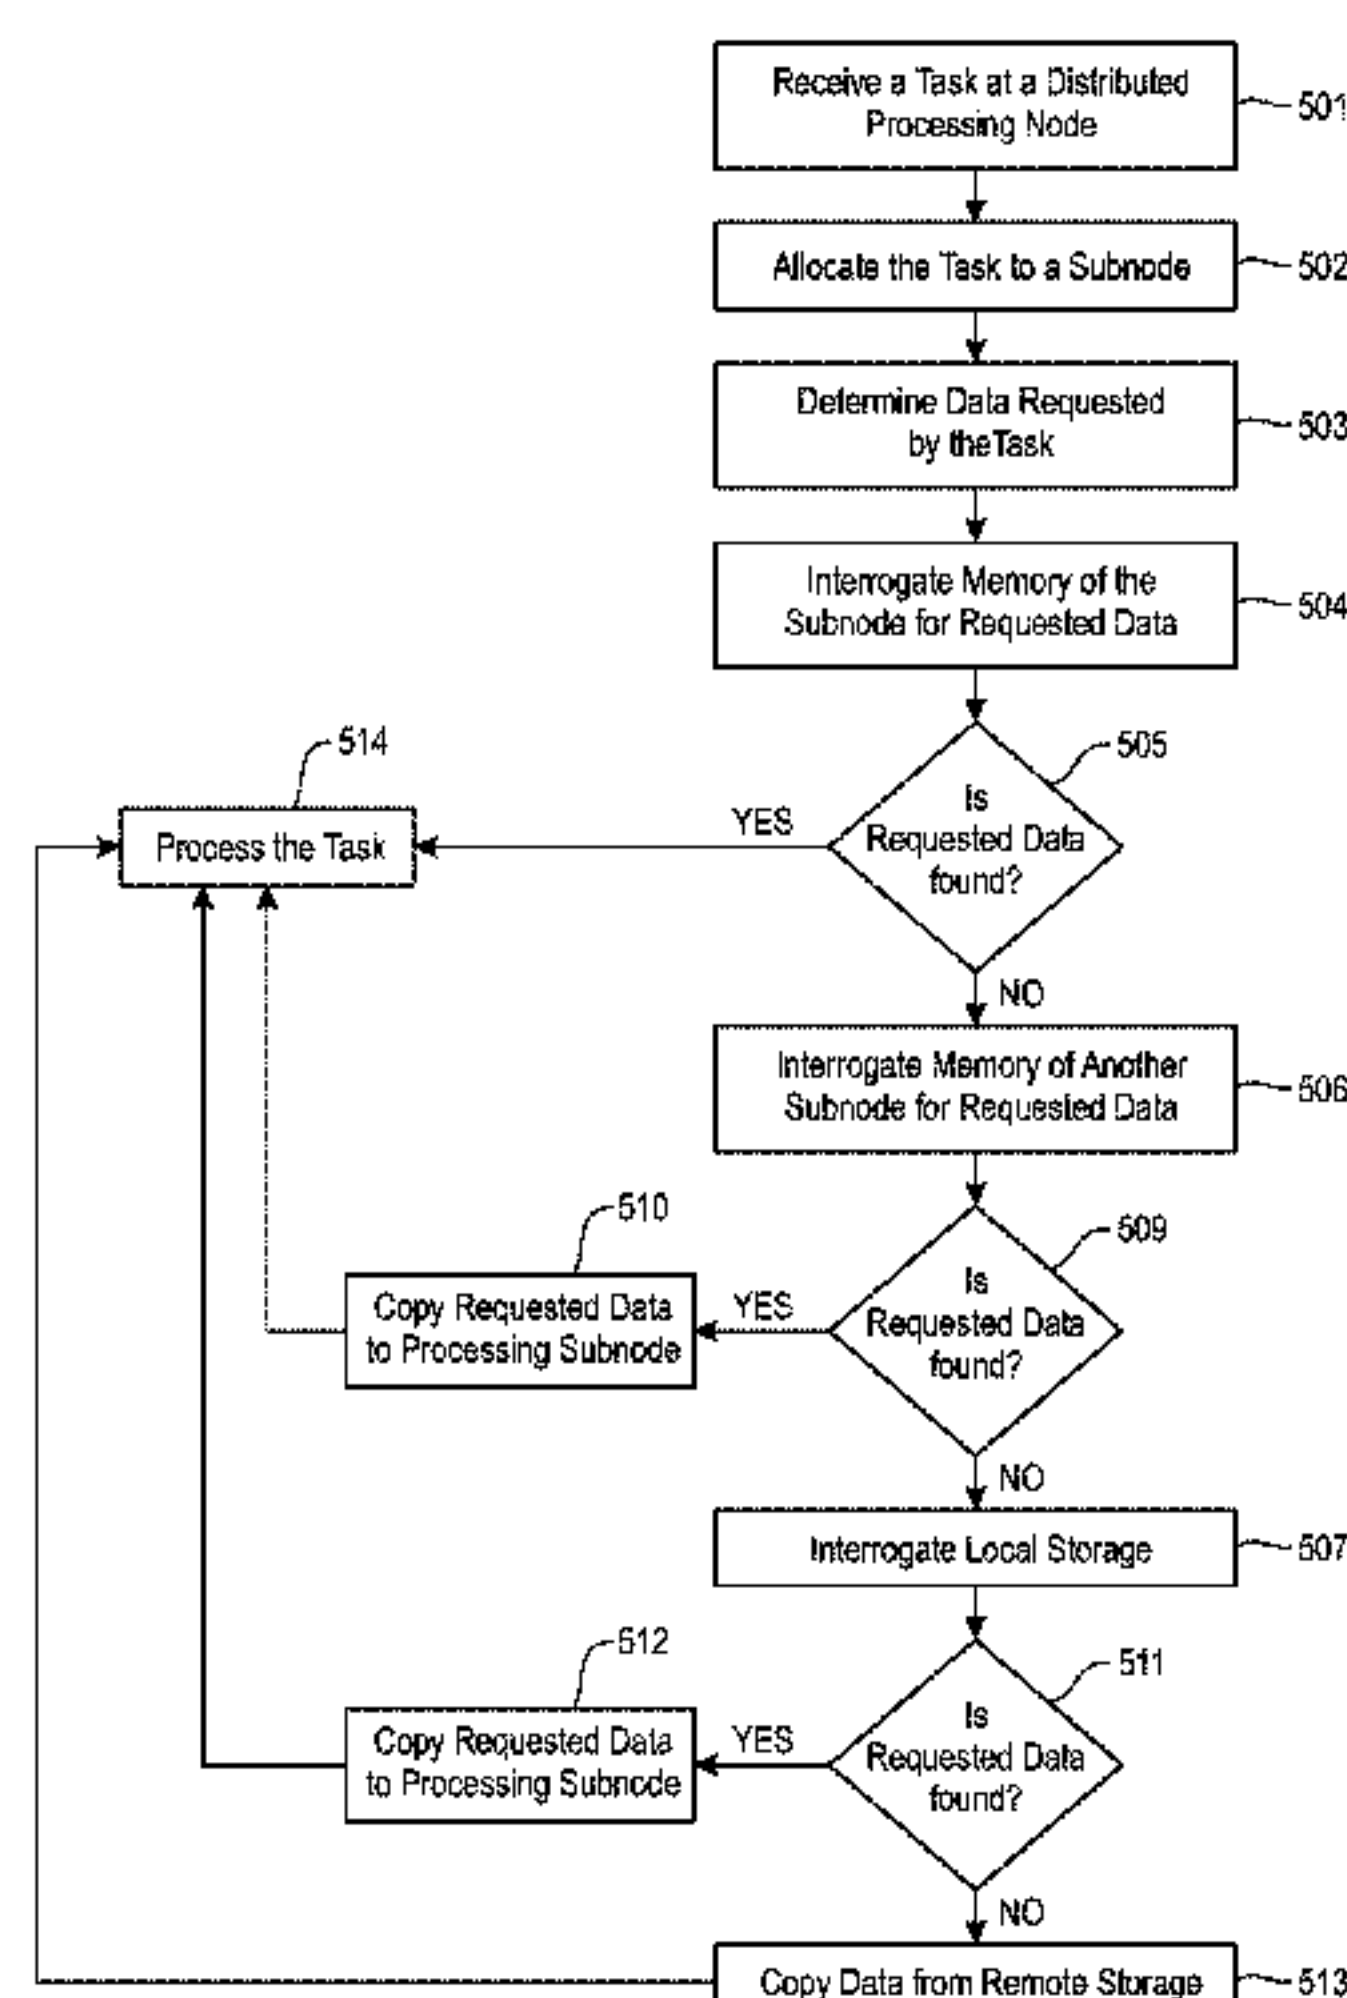 Receive a Task at a Distributed
Processing Node
501
Allocate the Task to a Subnode
502
Determine Data Requested
by theTask
503
Interrogate Memory of the
Subnode for Requested Data
504
514
505
Process the Task
YES
Is
Requested Data
found?
NO
Interrogate Memory of Another
Subnode for Requested Data
506
510
509
Copy Requested Data
to Processing Subnode
YES
Is
Requested Data
found?
NO
Interrogate Local Storage
507
512
511
Copy Requested Data
to Processing Subnode
YES
Is
Requested Data
found?
NO
Copy Data from Remote Storage
513